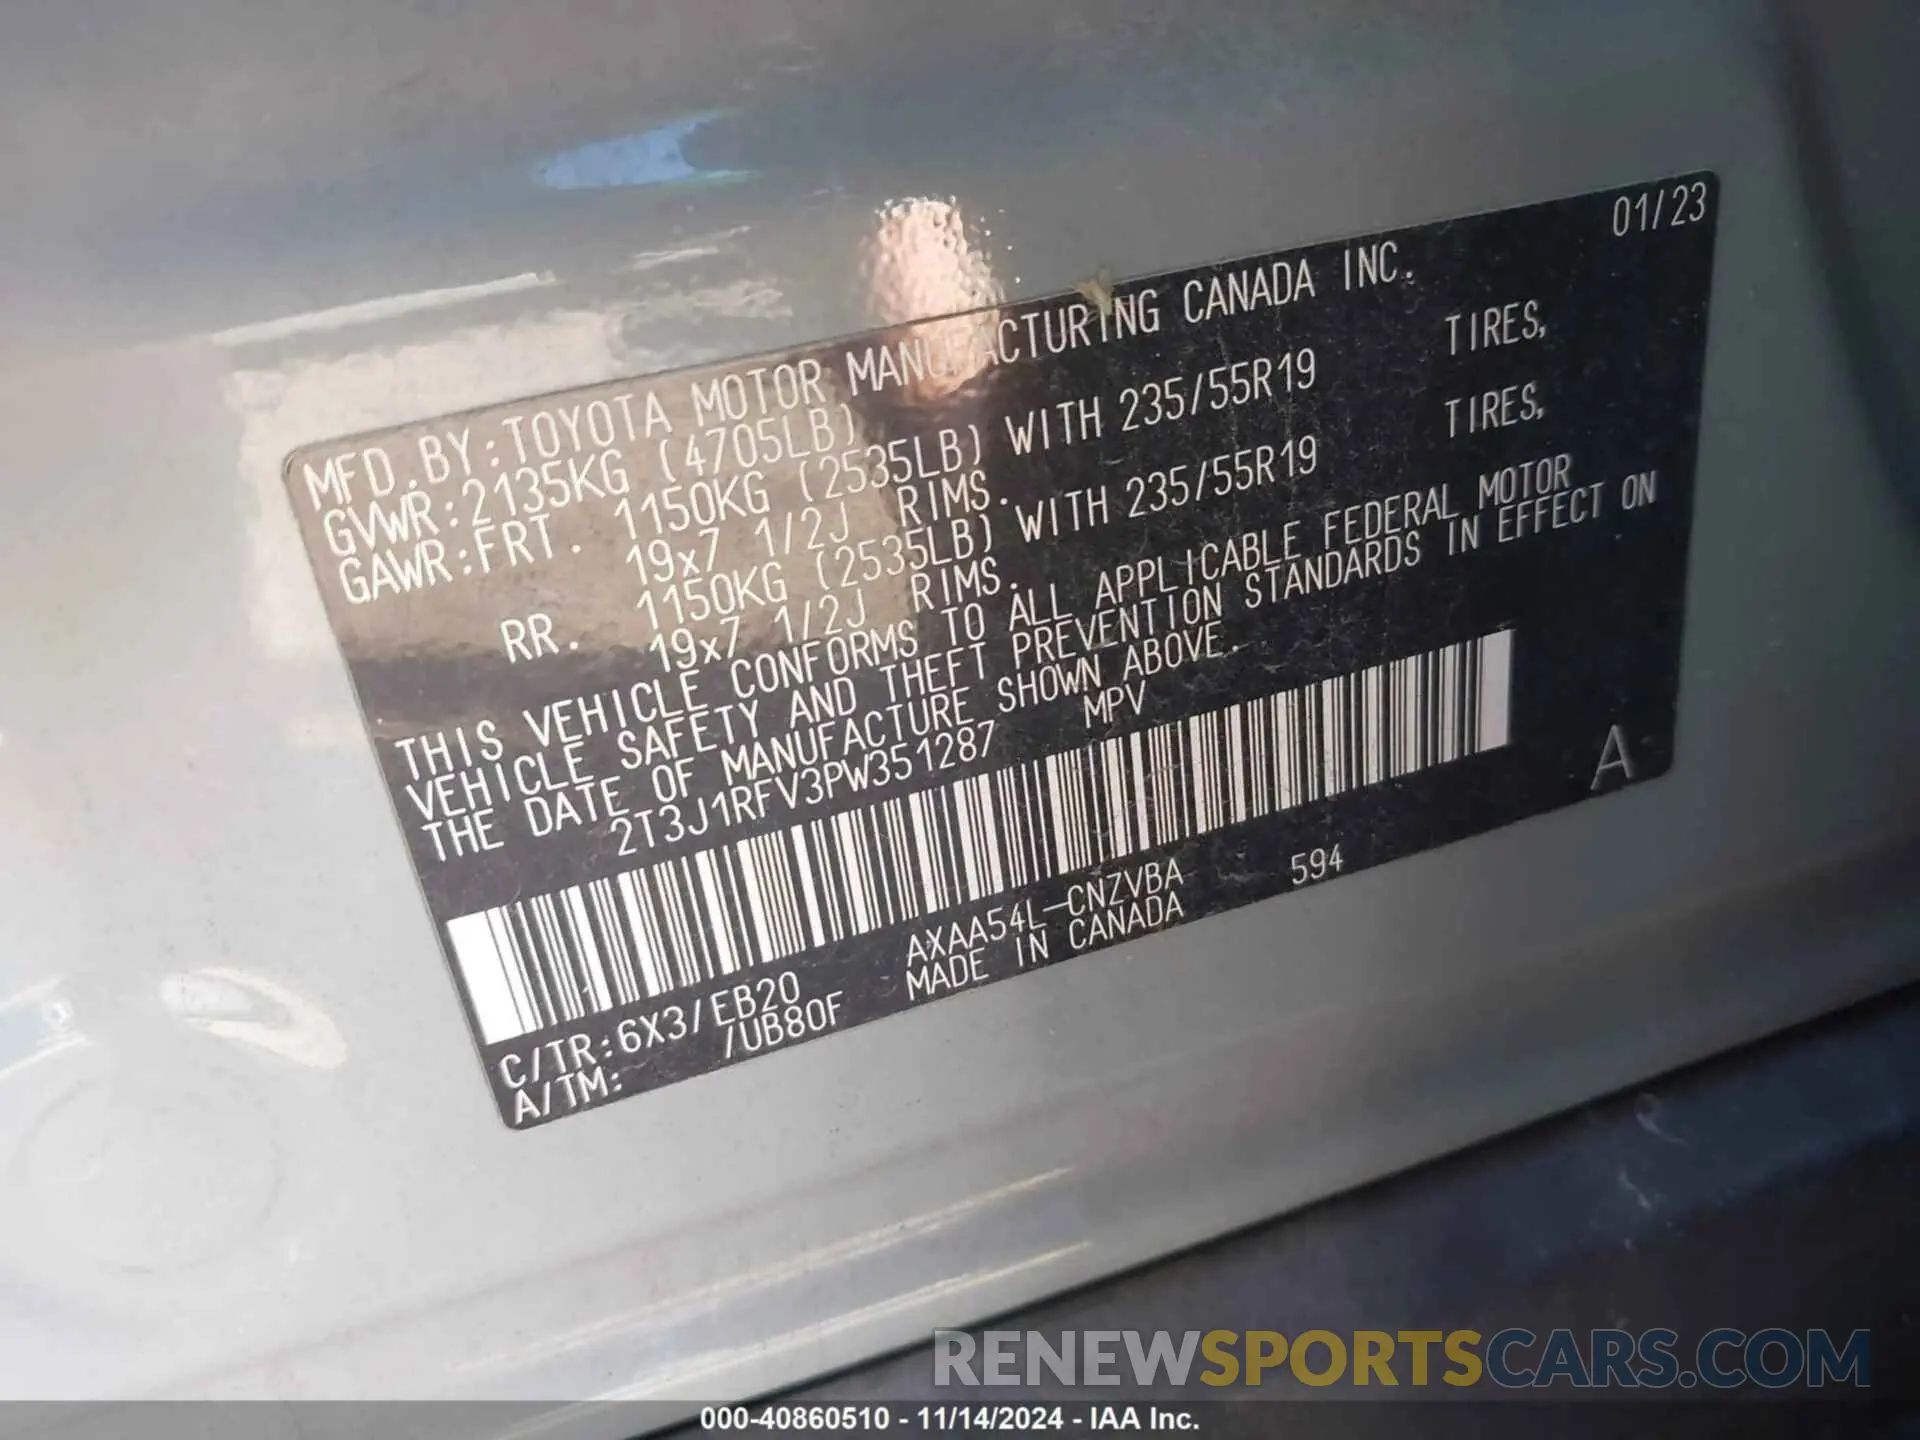 01/23
MFD.BY:TOYOTA MOTOR MANUFACTURING CANADA INC.
GVWR:2135KG (4705LB)
GAWR:FRT. 1150KG (2535LB) WITH 235/55R19 TIRES,
19x7 1/2J RIMS.
RR. 1150KG (2535LB) WITH 235/55R19 TIRES,
19x7 1/2J RIMS.
THIS VEHICLE CONFORMS TO ALL APPLICABLE FEDERAL MOTOR
VEHICLE SAFETY AND THEFT PREVENTION STANDARDS IN EFFECT ON
THE DATE OF MANUFACTURE SHOWN ABOVE.
2T3J1RFV3PW351287 MPV
A
C/TR:6X3/EB20 AXAA54L-CNZVBA 594
A/TM: /UB80F MADE IN CANADA
RENEWSPORTSCARS.COM
000-40860510 - 11/14/2024 - IAA Inc.